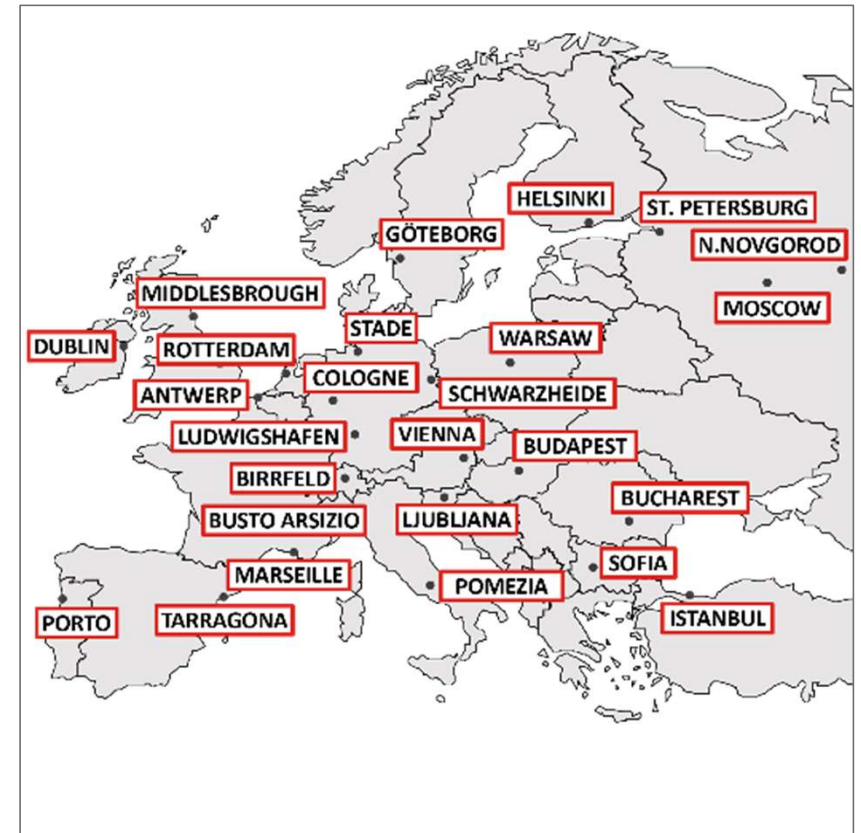 HELSINKI
ST. PETERSBURG
GÖTEBORG
N.NOVGOROD
MIDDLESBROUGH
MOSCOW
STADE
DUBLIN
ROTTERDAM
WARSAW
COLOGNE
ANTWERP
SCHWARZHEIDE
LUDWIGSHAFEN
VIENNA
BUDAPEST
BIRRFELD
BUCHAREST
BUSTO ARSIZIO
LJUBLIANA
SOFIA
MARSEILLE
POMEZIA
PORTO
TARRAGONA
ISTANBUL